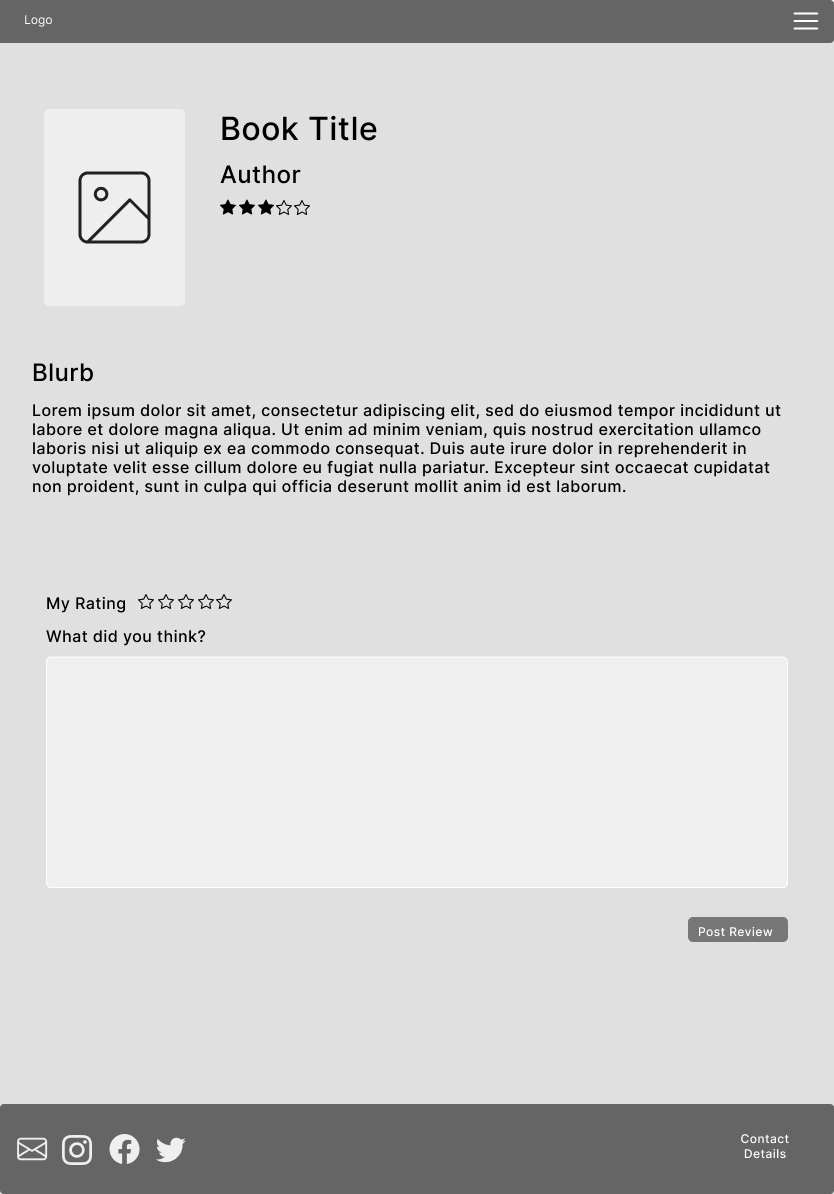 Logo
Book Title
Author
Blurb
Lorem ipsum dolor sit amet, consectetur adipiscing elit, sed do eiusmod tempor incididunt ut
labore et dolore magna aliqua. Ut enim ad minim veniam, quis nostrud exercitation ullamco
laboris nisi ut aliquip ex ea commodo consequat. Duis aute irure dolor in reprehenderit in
voluptate velit esse cillum dolore eu fugiat nulla pariatur. Excepteur sint occaecat cupidatat
non proident, sunt in culpa qui officia deserunt mollit anim id est laborum.
My Rating
What did you think?
Post Review
Contact
Details